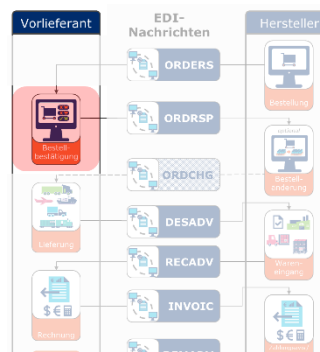 Vorlieferant
EDI-
Nachrichten
Hersteller
ORDERS
Bestellung
ORDRSP
Bestell-
bestätigung
optional
ORDCHG
Bestell-
änderung
DESADV
Lieferung
RECADV
Waren-
eingang
INVOIC
Rechnung